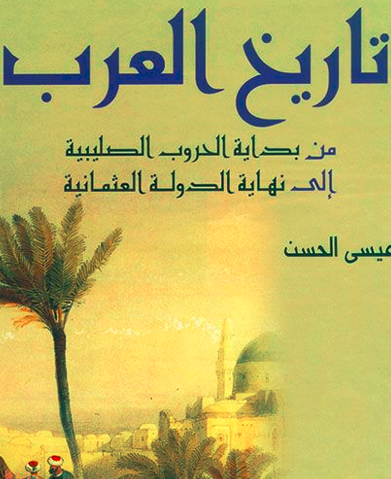 تاريخ العرب
من بداية الحروب الصليبية
إلى نهاية الدولة العثمانية
عيسى الحسن